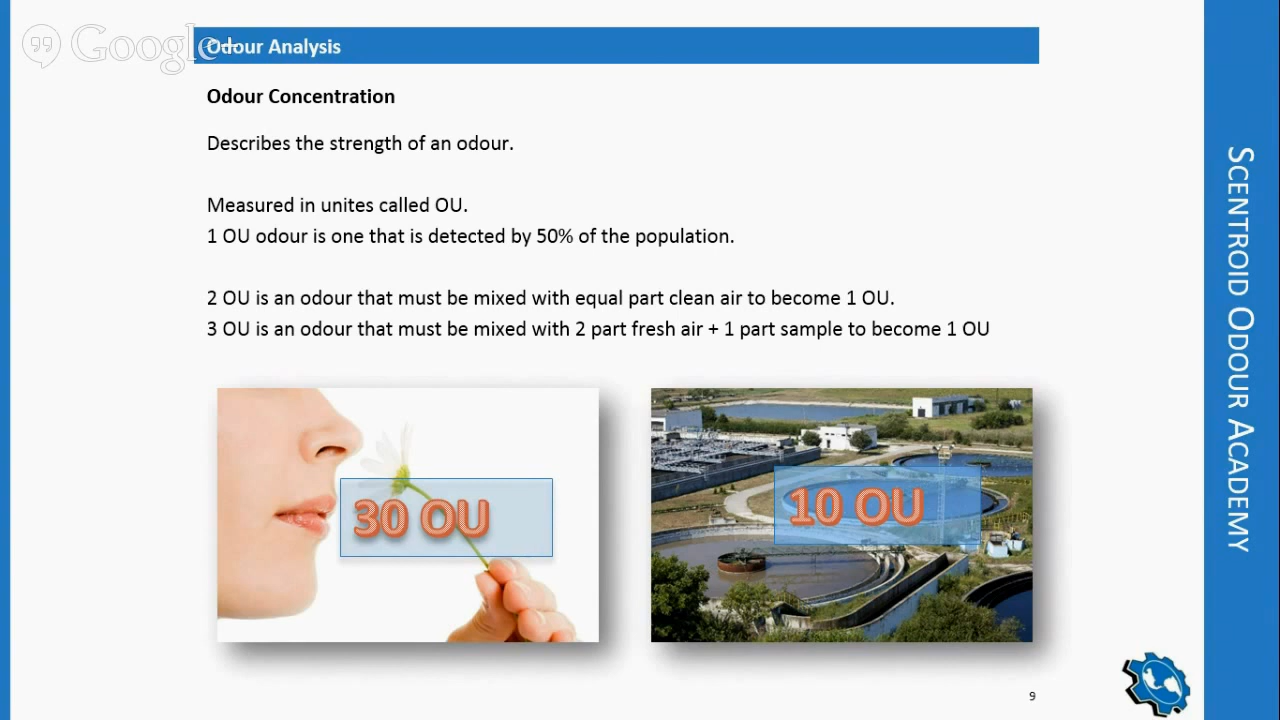 Google+
Odour Analysis
Odour Concentration
Describes the strength of an odour.
Measured in unites called OU.
1 OU odour is one that is detected by 50% of the population.
2 OU is an odour that must be mixed with equal part clean air to become 1 OU.
3 OU is an odour that must be mixed with 2 part fresh air + 1 part sample to become 1 OU
30 OU
10 OU
9
SCENTROID ODOUR ACADEMY